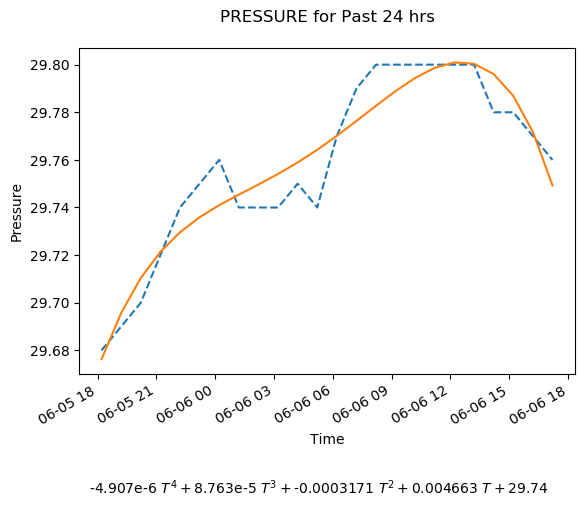 PRESSURE for Past 24 hrs
29.80
29.78
29.76
29.74
29.72
29.70
29.68
Pressure
06-05 18 06-05 21 06-06 00 06-06 03 06-06 06 06-06 09 06-06 12 06-06 15 06-06 18
Time
-4.907e-6 T⁴ + 8.763e-5 T³ + -0.0003171 T² + 0.004663 T + 29.74